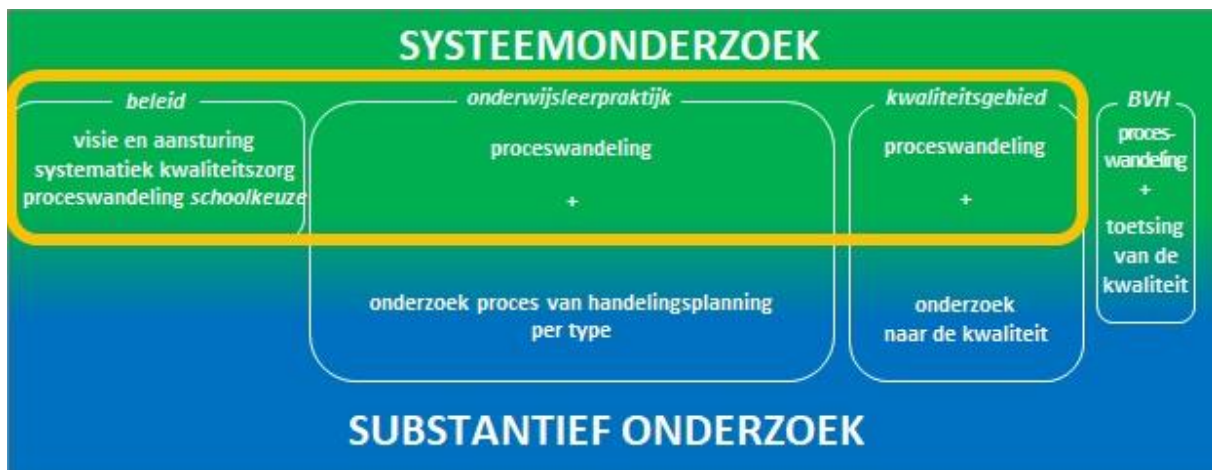 SYSTEEMONDERZOEK
beleid
visie en aansturing
systematiek kwaliteitszorg
proceswandeling schoolkeuze
onderwijsleerpraktijk
proceswandeling
+
onderzoek proces van handelingsplanning
per type
kwaliteitsgebied
proceswandeling
+
onderzoek
naar de kwaliteit
BVH
proces-
wandeling
+
toetsing
van de
kwaliteit
SUBSTANTIEF ONDERZOEK